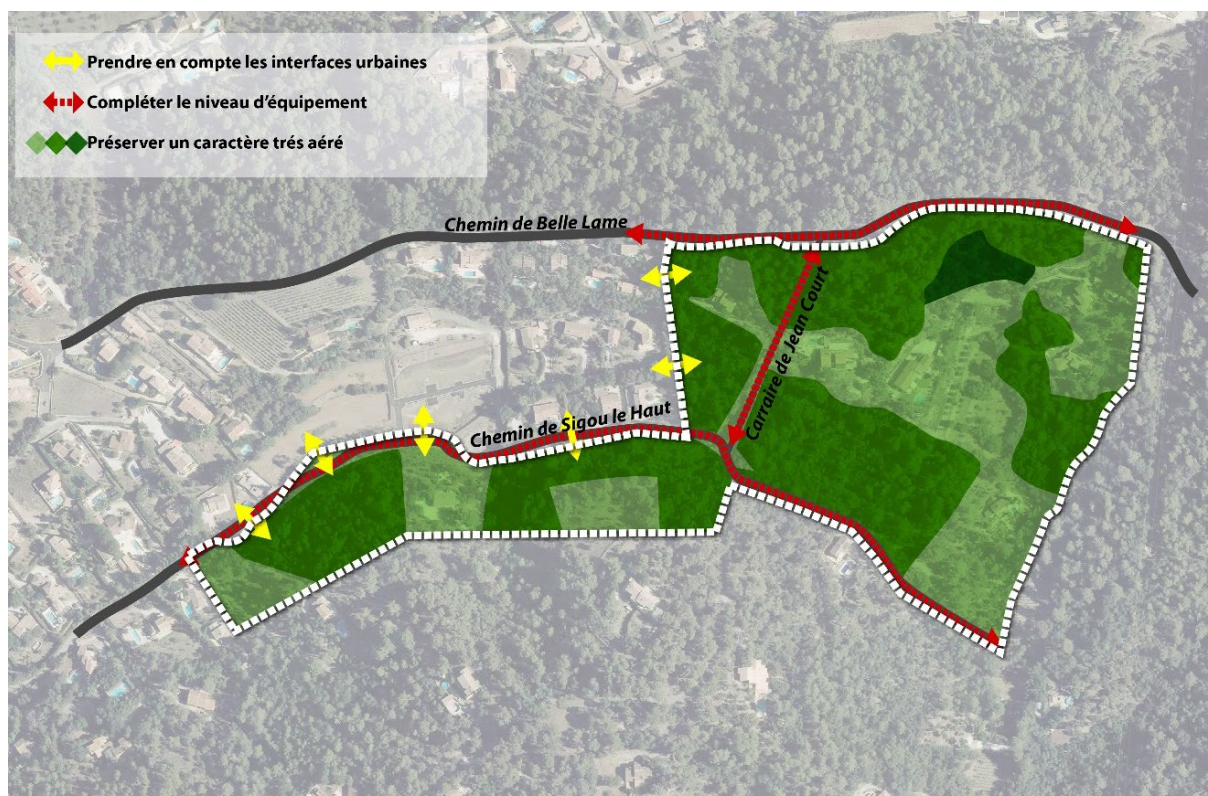 Prendre en compte les interfaces urbaines
Compléter le niveau d'équipement
Préserver un caractère trés aéré
Chemin de Belle Lame
Carraire de Jean Court
Chemin de Sigou le Haut